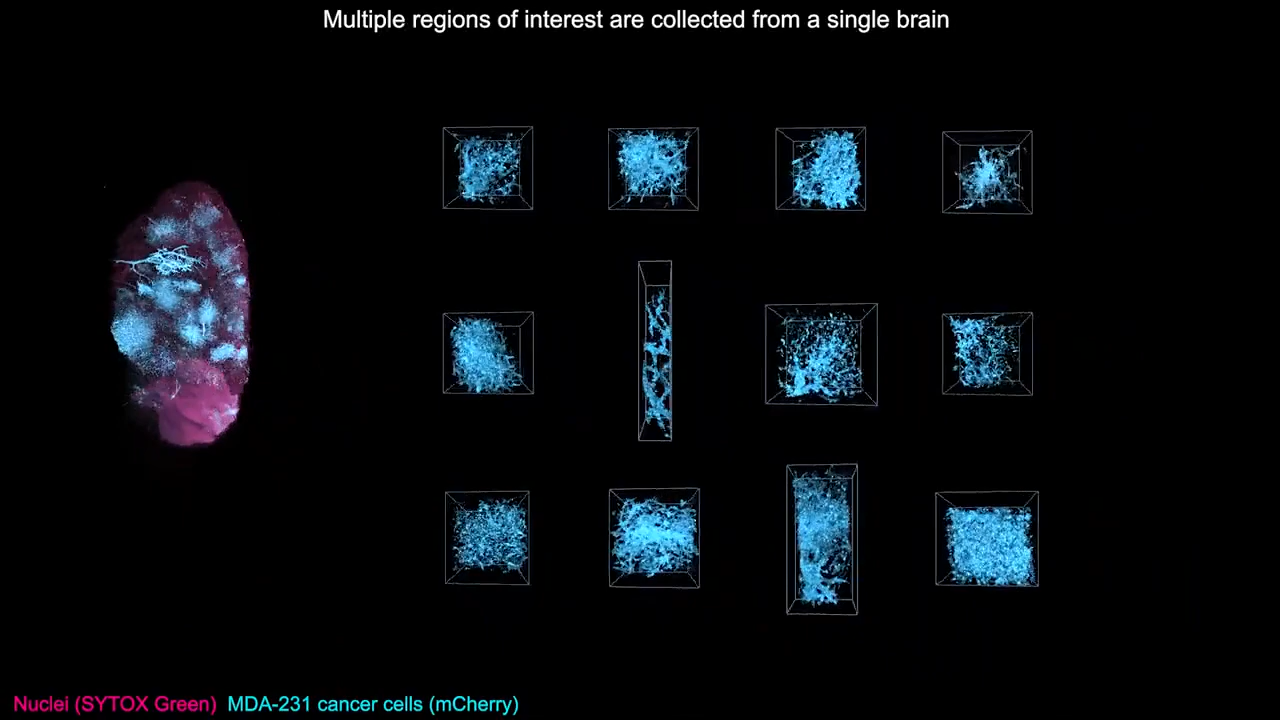 Multiple regions of interest are collected from a single brain
Nuclei (SYTOX Green) MDA-231 cancer cells (mCherry)